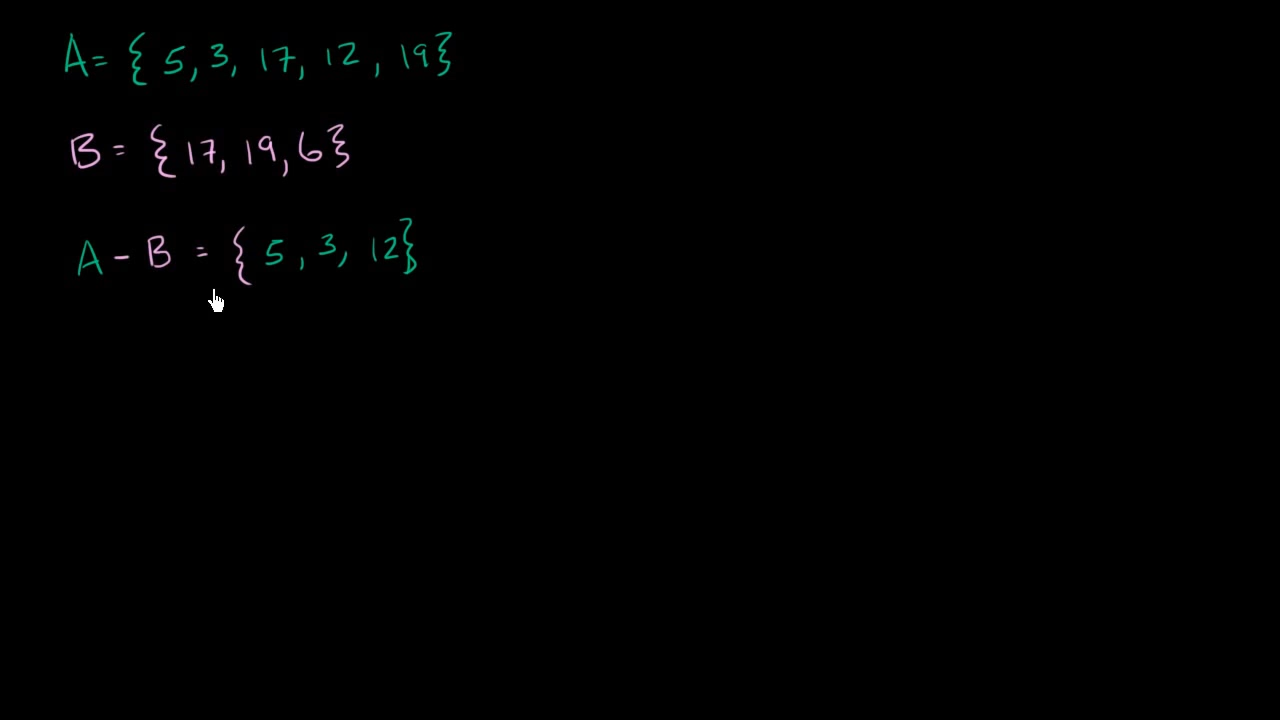 A = { 5, 3, 17, 12, 19}
B = {17, 19, 6}
A - B = { 5, 3, 12}